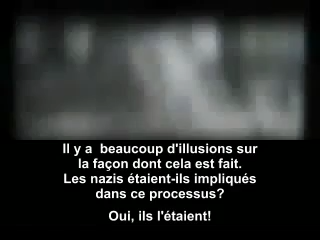 Il y a  beaucoup d'illusions sur
la façon dont cela est fait.
Les nazis étaient-ils impliqués
dans ce processus?
Oui, ils l'étaient!